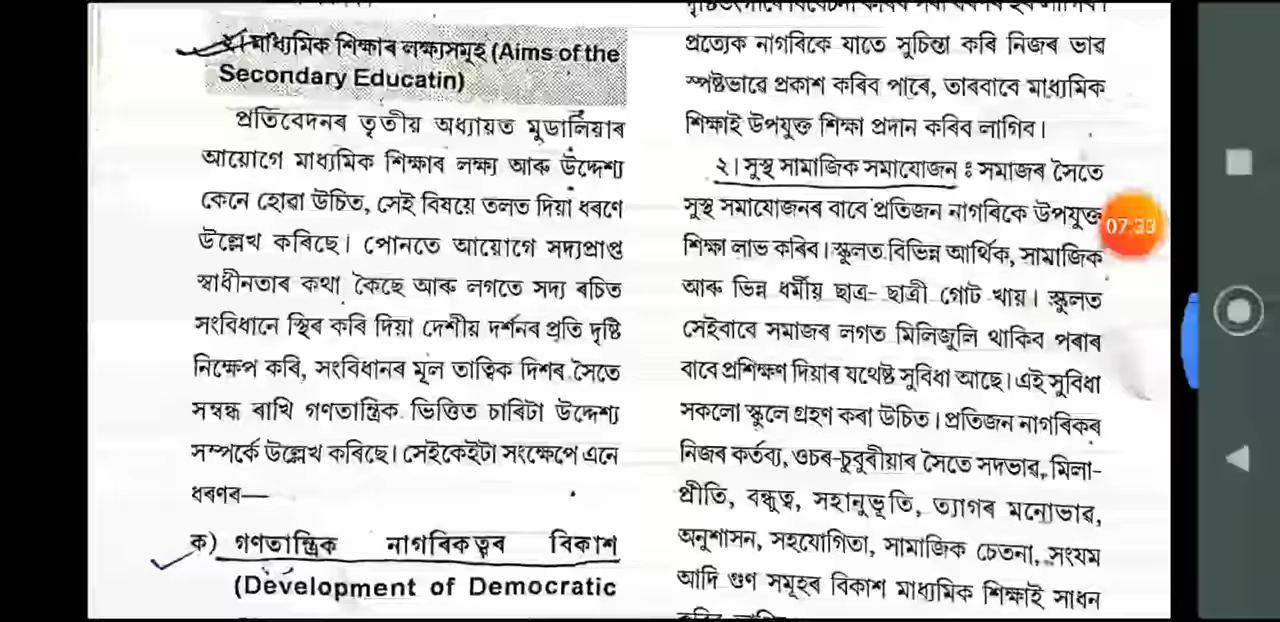 মাধ্যমিক শিক্ষাৰ লক্ষ্যসমূহ (Aims of the
Secondary Educatin)
প্ৰতিবেদনৰ তৃতীয় অধ্যায়ত মুডালিয়াৰ
আয়োগে মাধ্যমিক শিক্ষাৰ লক্ষ্য আৰু উদ্দেশ্য
কেনে হোৱা উচিত, সেই বিষয়ে তলত দিয়া ধৰণে
উল্লেখ কৰিছে। পোনতে আয়োগে সদ্যপ্ৰাপ্ত
স্বাধীনতাৰ কথা কৈছে আৰু লগতে সদ্য ৰচিত
সংবিধানে স্থিৰ কৰি দিয়া দেশীয় দৰ্শনৰ প্ৰতি দৃষ্টি
নিক্ষেপ কৰি, সংবিধানৰ মূল তাত্বিক দিশৰ সৈতে
সম্বন্ধ ৰাখি গণতান্ত্ৰিক ভিত্তিত চাৰিটা উদ্দেশ্য
সম্পৰ্কে উল্লেখ কৰিছে। সেইকেইটা সংক্ষেপে এনে
ধৰণৰ—
ক) গণতান্ত্ৰিক নাগৰিকত্বৰ বিকাশ
(Development of Democratic
প্ৰত্যেক নাগৰিকে যাতে সুচিন্তা কৰি নিজৰ ভাৱ
স্পষ্টভাৱে প্ৰকাশ কৰিব পাৰে, তাৰবাবে মাধ্যমিক
শিক্ষাই উপযুক্ত শিক্ষা প্ৰদান কৰিব লাগিব।
২। সুস্থ সামাজিক সমাযোজন ঃ সমাজৰ সৈতে
সুস্থ সমাযোজনৰ বাবে প্ৰতিজন নাগৰিকে উপযুক্ত
শিক্ষা লাভ কৰিব। স্কুলত বিভিন্ন আৰ্থিক, সামাজিক
আৰু ভিন্ন ধৰ্মীয় ছাত্ৰ- ছাত্ৰী গোট খায়। স্কুলত
সেইবাবে সমাজৰ লগত মিলিজুলি থাকিব পৰাৰ
বাবে প্ৰশিক্ষণ দিয়াৰ যথেষ্ট সুবিধা আছে। এই সুবিধা
সকলো স্কুলে গ্ৰহণ কৰা উচিত। প্ৰতিজন নাগৰিকৰ
নিজৰ কৰ্তব্য, ওচৰ-চুবুৰীয়াৰ সৈতে সদভাৱ, মিলা-
প্ৰীতি, বন্ধুত্ব, সহানুভূতি, ত্যাগৰ মনোভাৱ,
অনুশাসন, সহযোগিতা, সামাজিক চেতনা, সংযম
আদি গুণ সমূহৰ বিকাশ মাধ্যমিক শিক্ষাই সাধন
07:33